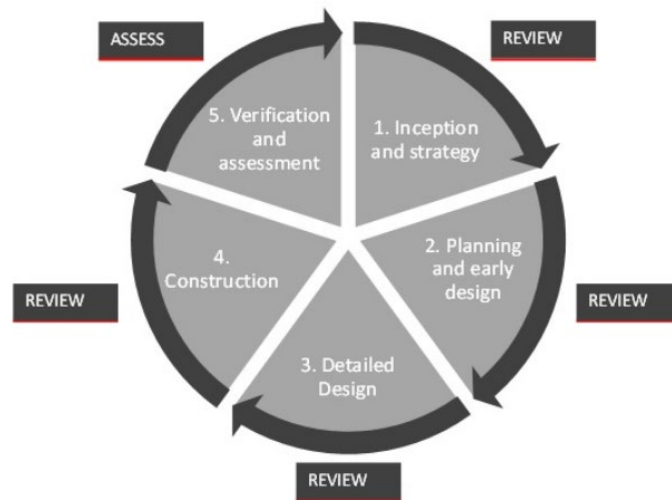 ASSESS
REVIEW
5. Verification
and
assessment
1. Inception
and strategy
4.
Construction
2. Planning
and early
design
REVIEW
REVIEW
3. Detailed
Design
REVIEW